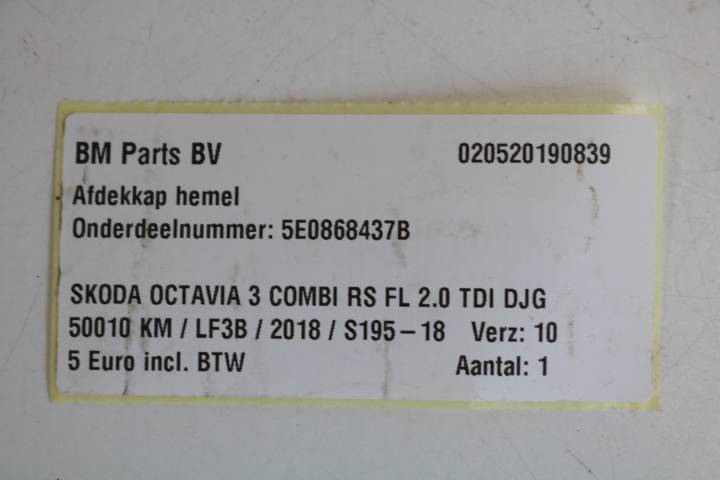 BM Parts BV 020520190839
Afdekkap hemel
Onderdeelnummer: 5E0868437B
SKODA OCTAVIA 3 COMBI RS FL 2.0 TDI DJG
50010 KM / LF3B / 2018 / S195-18 Verz: 10
5 Euro incl. BTW Aantal: 1